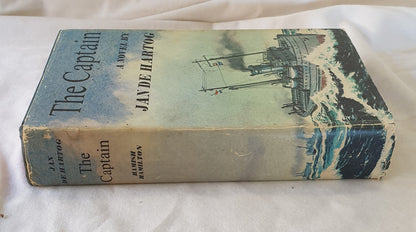 The Captain
A NOVEL BY
JAN DE HARTOG
JAN
DE HARTOG
The
Captain
HAMISH
HAMILTON